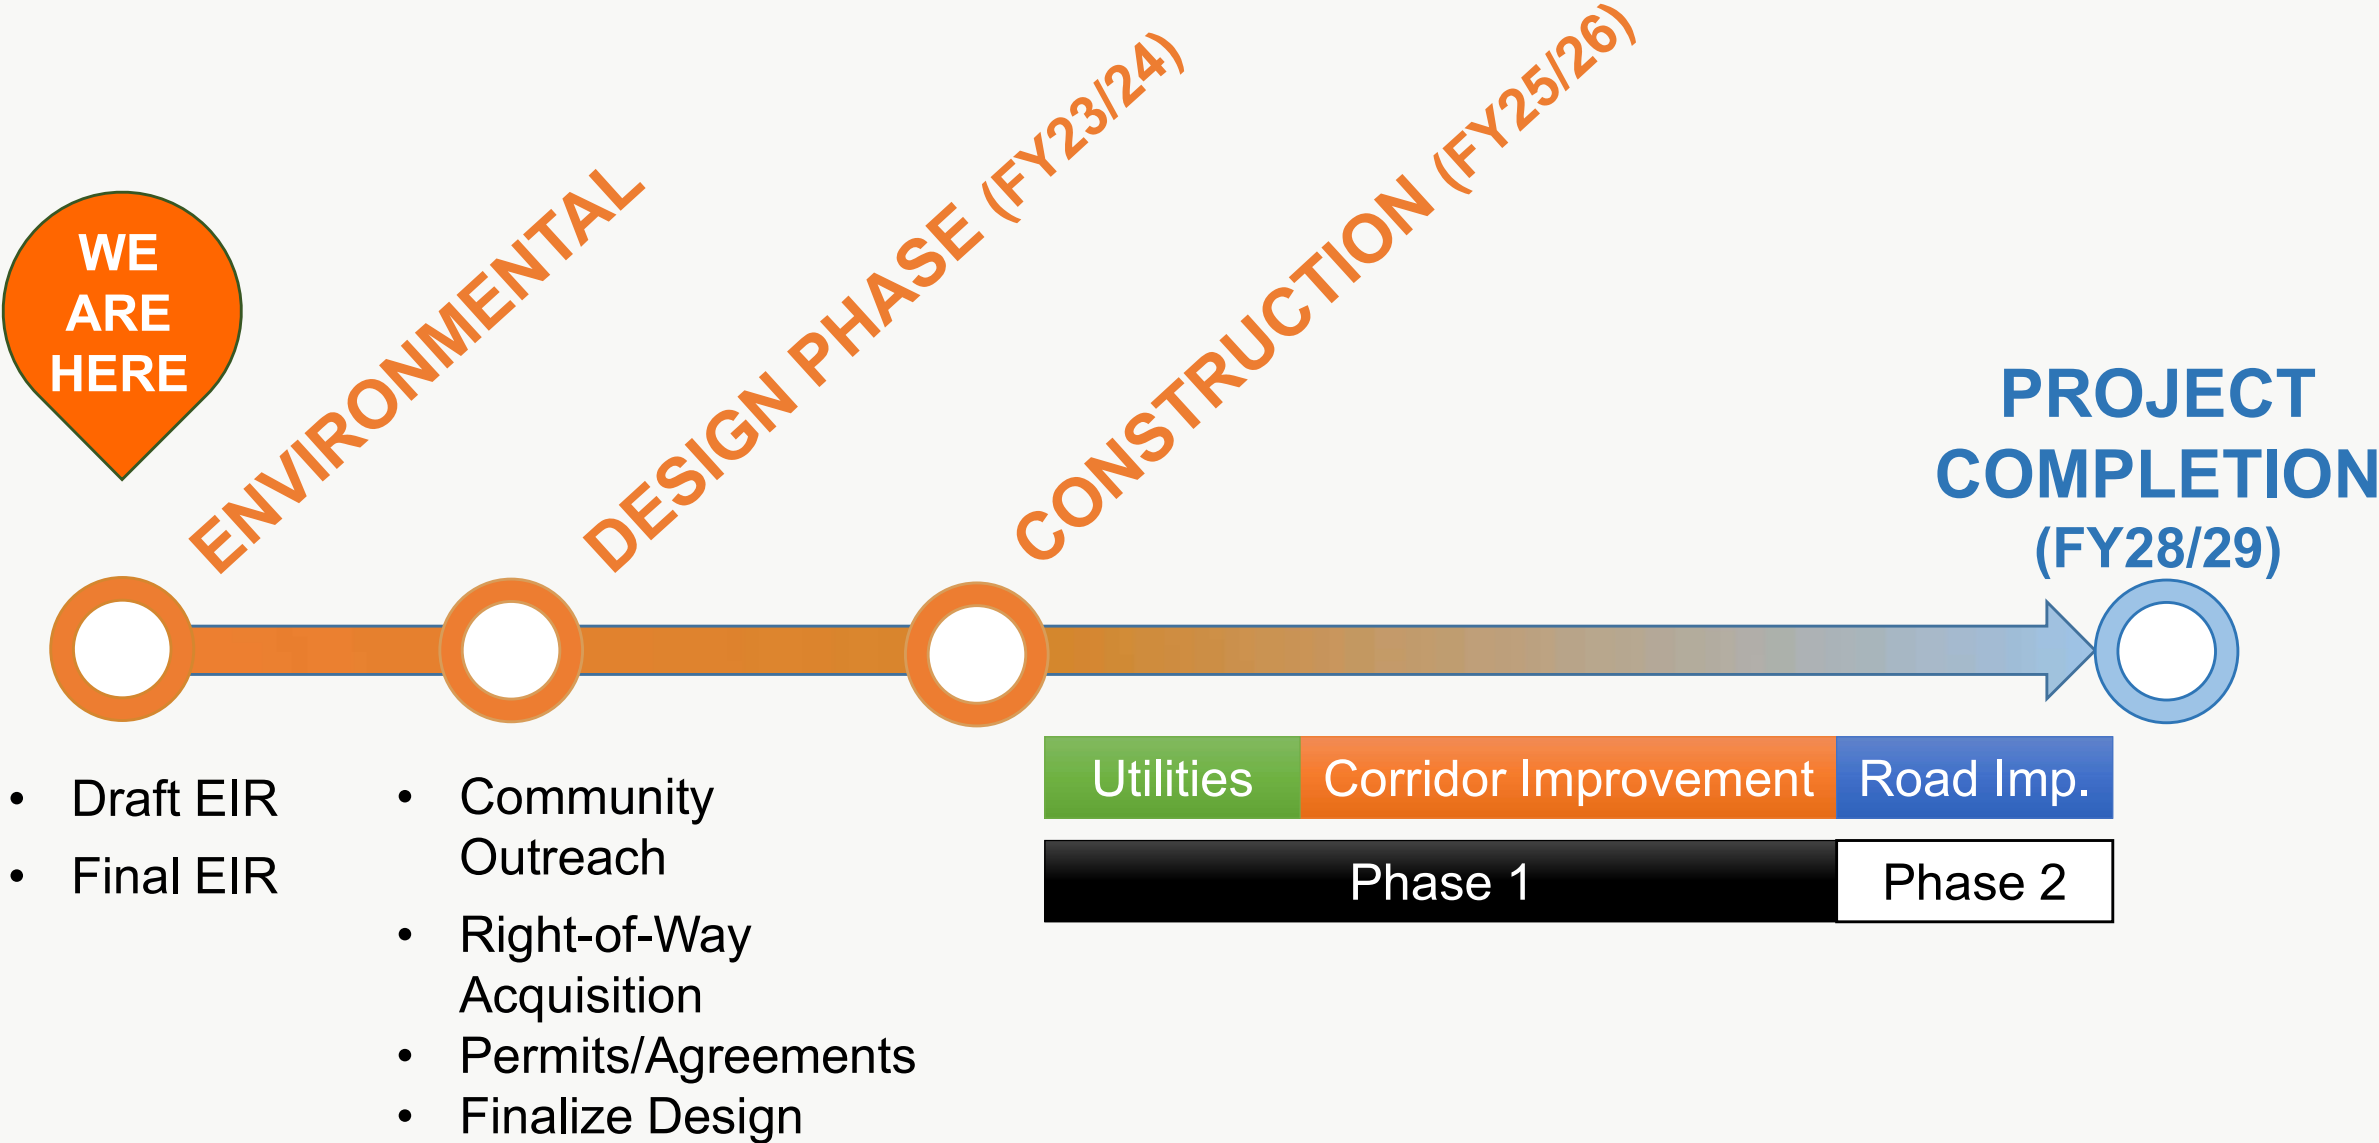 WE
ARE
HERE
ENVIRONMENTAL
DESIGN PHASE (FY23/24)
CONSTRUCTION (FY25/26)
PROJECT
COMPLETION
(FY28/29)
• Draft EIR
• Final EIR
• Community
Outreach
• Right-of-Way
Acquisition
• Permits/Agreements
• Finalize Design
Utilities
Corridor Improvement
Road Imp.
Phase 1
Phase 2